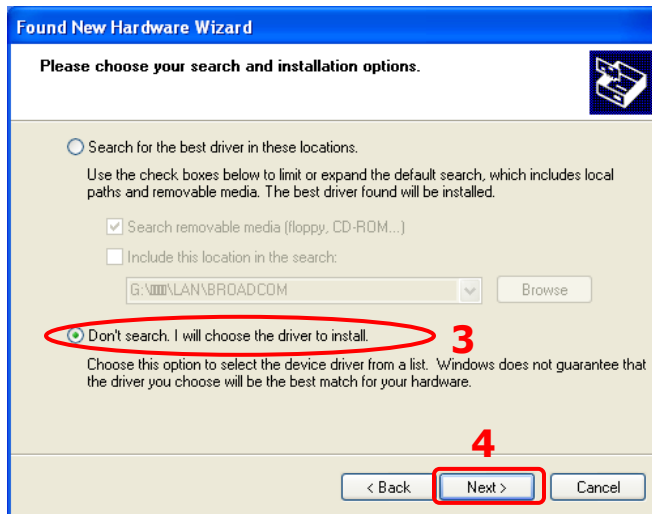 Found New Hardware Wizard
Please choose your search and installation options.
Search for the best driver in these locations.
Use the check boxes below to limit or expand the default search, which includes local
paths and removable media. The best driver found will be installed.
Search removable media (floppy, CD-ROM...)
Include this location in the search:
G:\\LAN\BROADCOM
Browse
Don't search. I will choose the driver to install.
3
Choose this option to select the device driver from a list. Windows does not guarantee that
the driver you choose will be the best match for your hardware.
4
< Back
Next >
Cancel